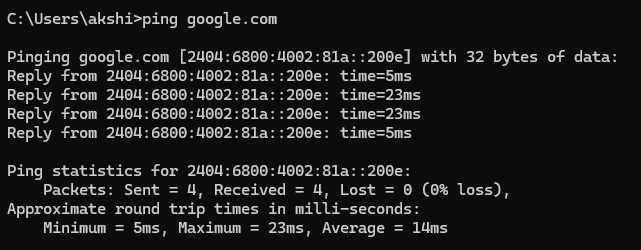 C:\Users\akshi>ping google.com
Pinging google.com [2404:6800:4002:81a::200e] with 32 bytes of data:
Reply from 2404:6800:4002:81a::200e: time=5ms
Reply from 2404:6800:4002:81a::200e: time=23ms
Reply from 2404:6800:4002:81a::200e: time=23ms
Reply from 2404:6800:4002:81a::200e: time=5ms
Ping statistics for 2404:6800:4002:81a::200e:
    Packets: Sent = 4, Received = 4, Lost = 0 (0% loss),
Approximate round trip times in milli-seconds:
    Minimum = 5ms, Maximum = 23ms, Average = 14ms